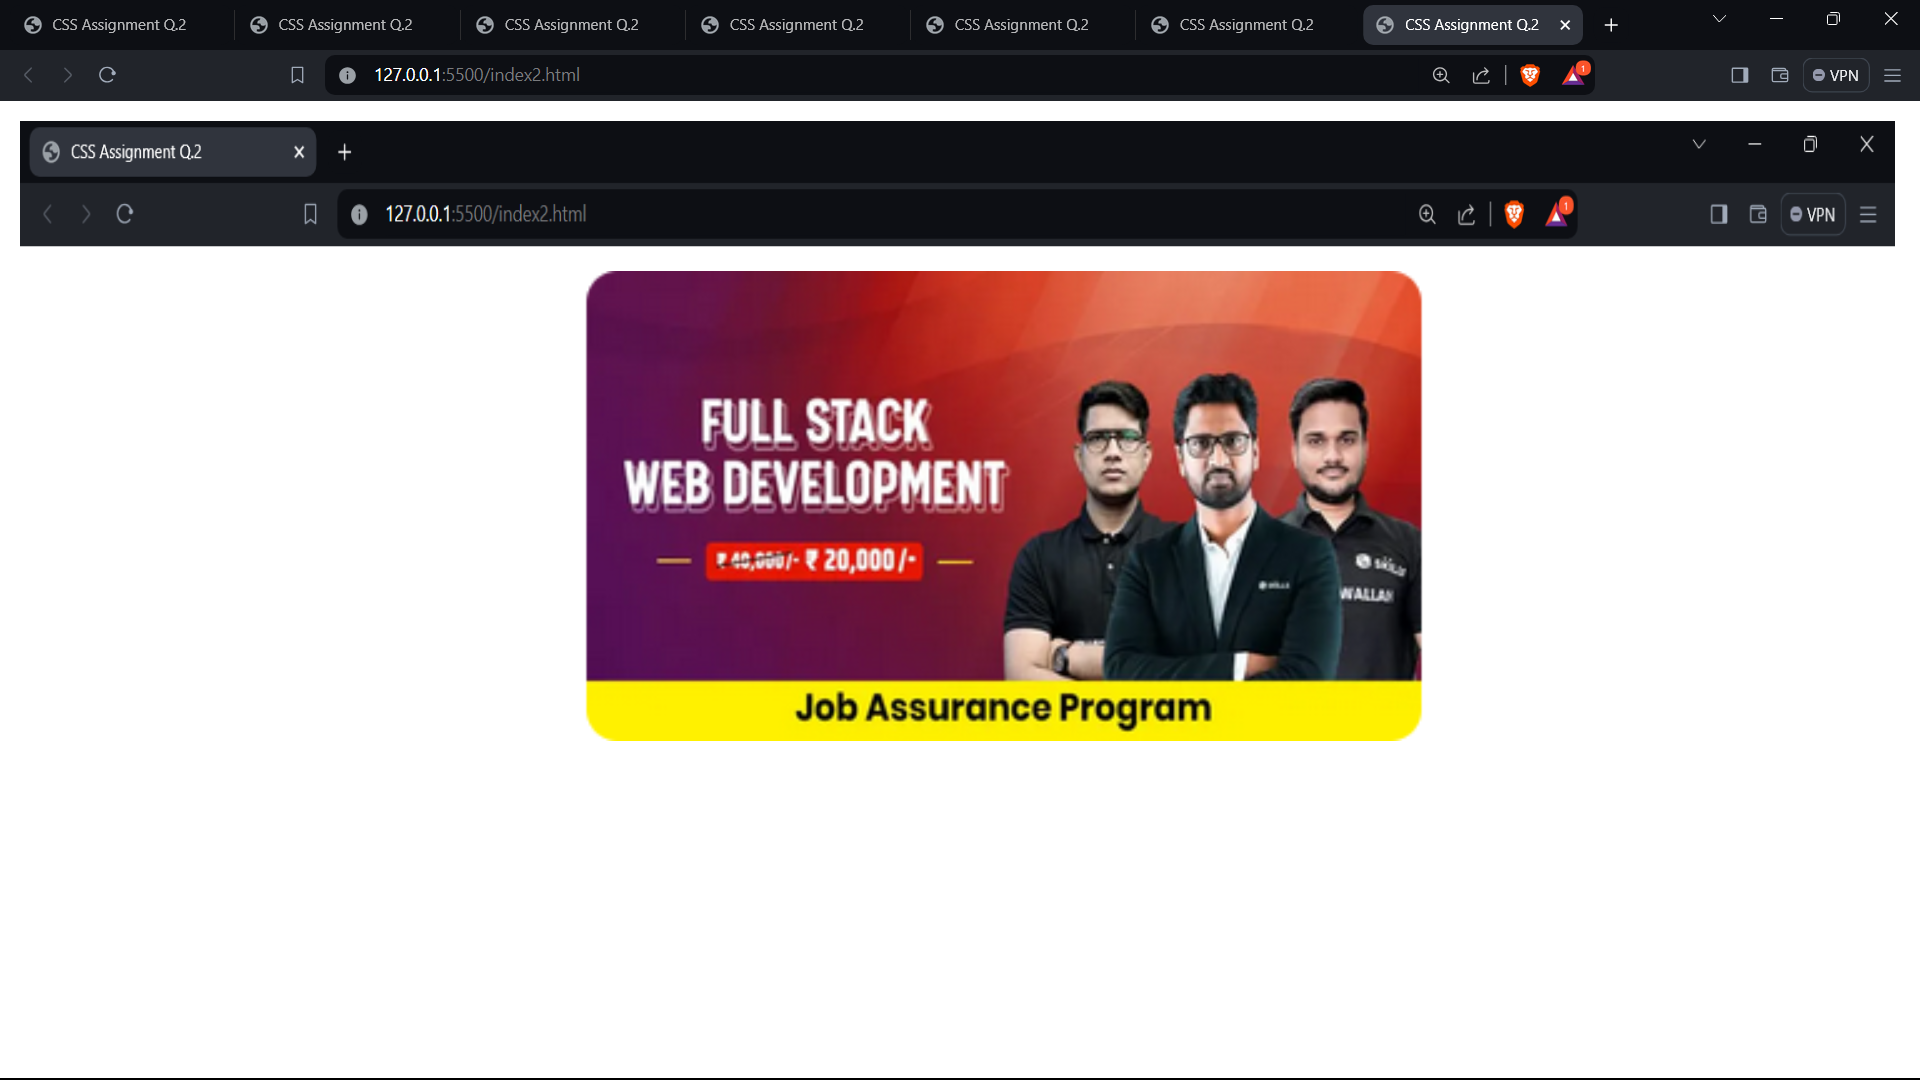 CSS Assignment Q.2 CSS Assignment Q.2 CSS Assignment Q.2 CSS Assignment Q.2 CSS Assignment Q.2 CSS Assignment Q.2 CSS Assignment Q.2
127.0.0.1:5500/index2.html 1 VPN
CSS Assignment Q.2
127.0.0.1:5500/index2.html 1 VPN
FULL STACK
WEB DEVELOPMENT
₹ 40,000/- ₹ 20,000/-
WALLAH
Job Assurance Program